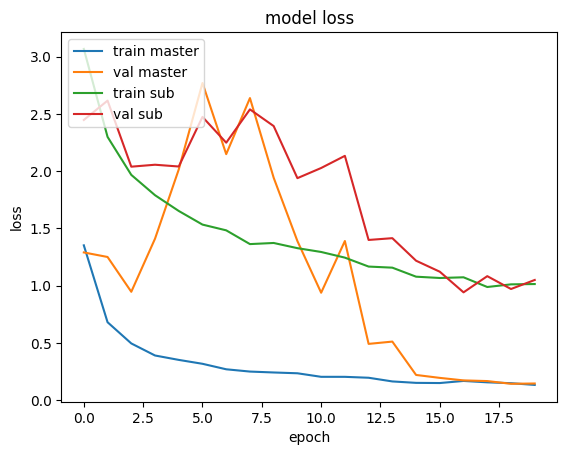 model loss
train master
val master
train sub
val sub
loss
3.0
2.5
2.0
1.5
1.0
0.5
0.0
0.0 2.5 5.0 7.5 10.0 12.5 15.0 17.5
epoch